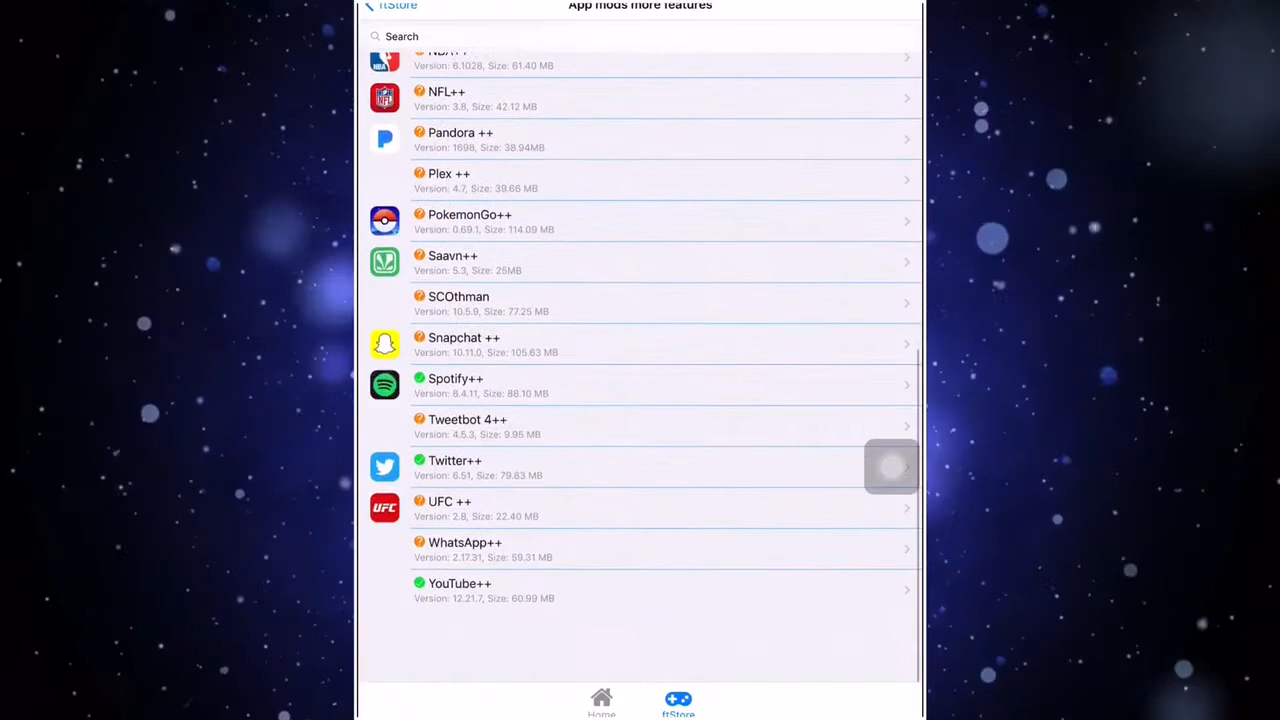 ftStore
App mods more features
Search
NBA++
Version: 6.1028, Size: 61.40 MB
NBA
NFL++
Version: 3.8, Size: 42.12 MB
NFL
Pandora ++
Version: 1698, Size: 38.94MB
Plex ++
Version: 4.7, Size: 39.66 MB
PokemonGo++
Version: 0.69.1, Size: 114.09 MB
Saavn++
Version: 5.3, Size: 25MB
SCOthman
Version: 10.5.9, Size: 77.25 MB
Snapchat ++
Version: 10.11.0, Size: 105.63 MB
Spotify++
Version: 8.4.11, Size: 88.10 MB
Tweetbot 4++
Version: 4.5.3, Size: 9.95 MB
Twitter++
Version: 6.51, Size: 79.83 MB
UFC ++
Version: 2.8, Size: 22.40 MB
UFC
WhatsApp++
Version: 2.17.31, Size: 59.31 MB
YouTube++
Version: 12.21.7, Size: 60.99 MB
Home
ftStore